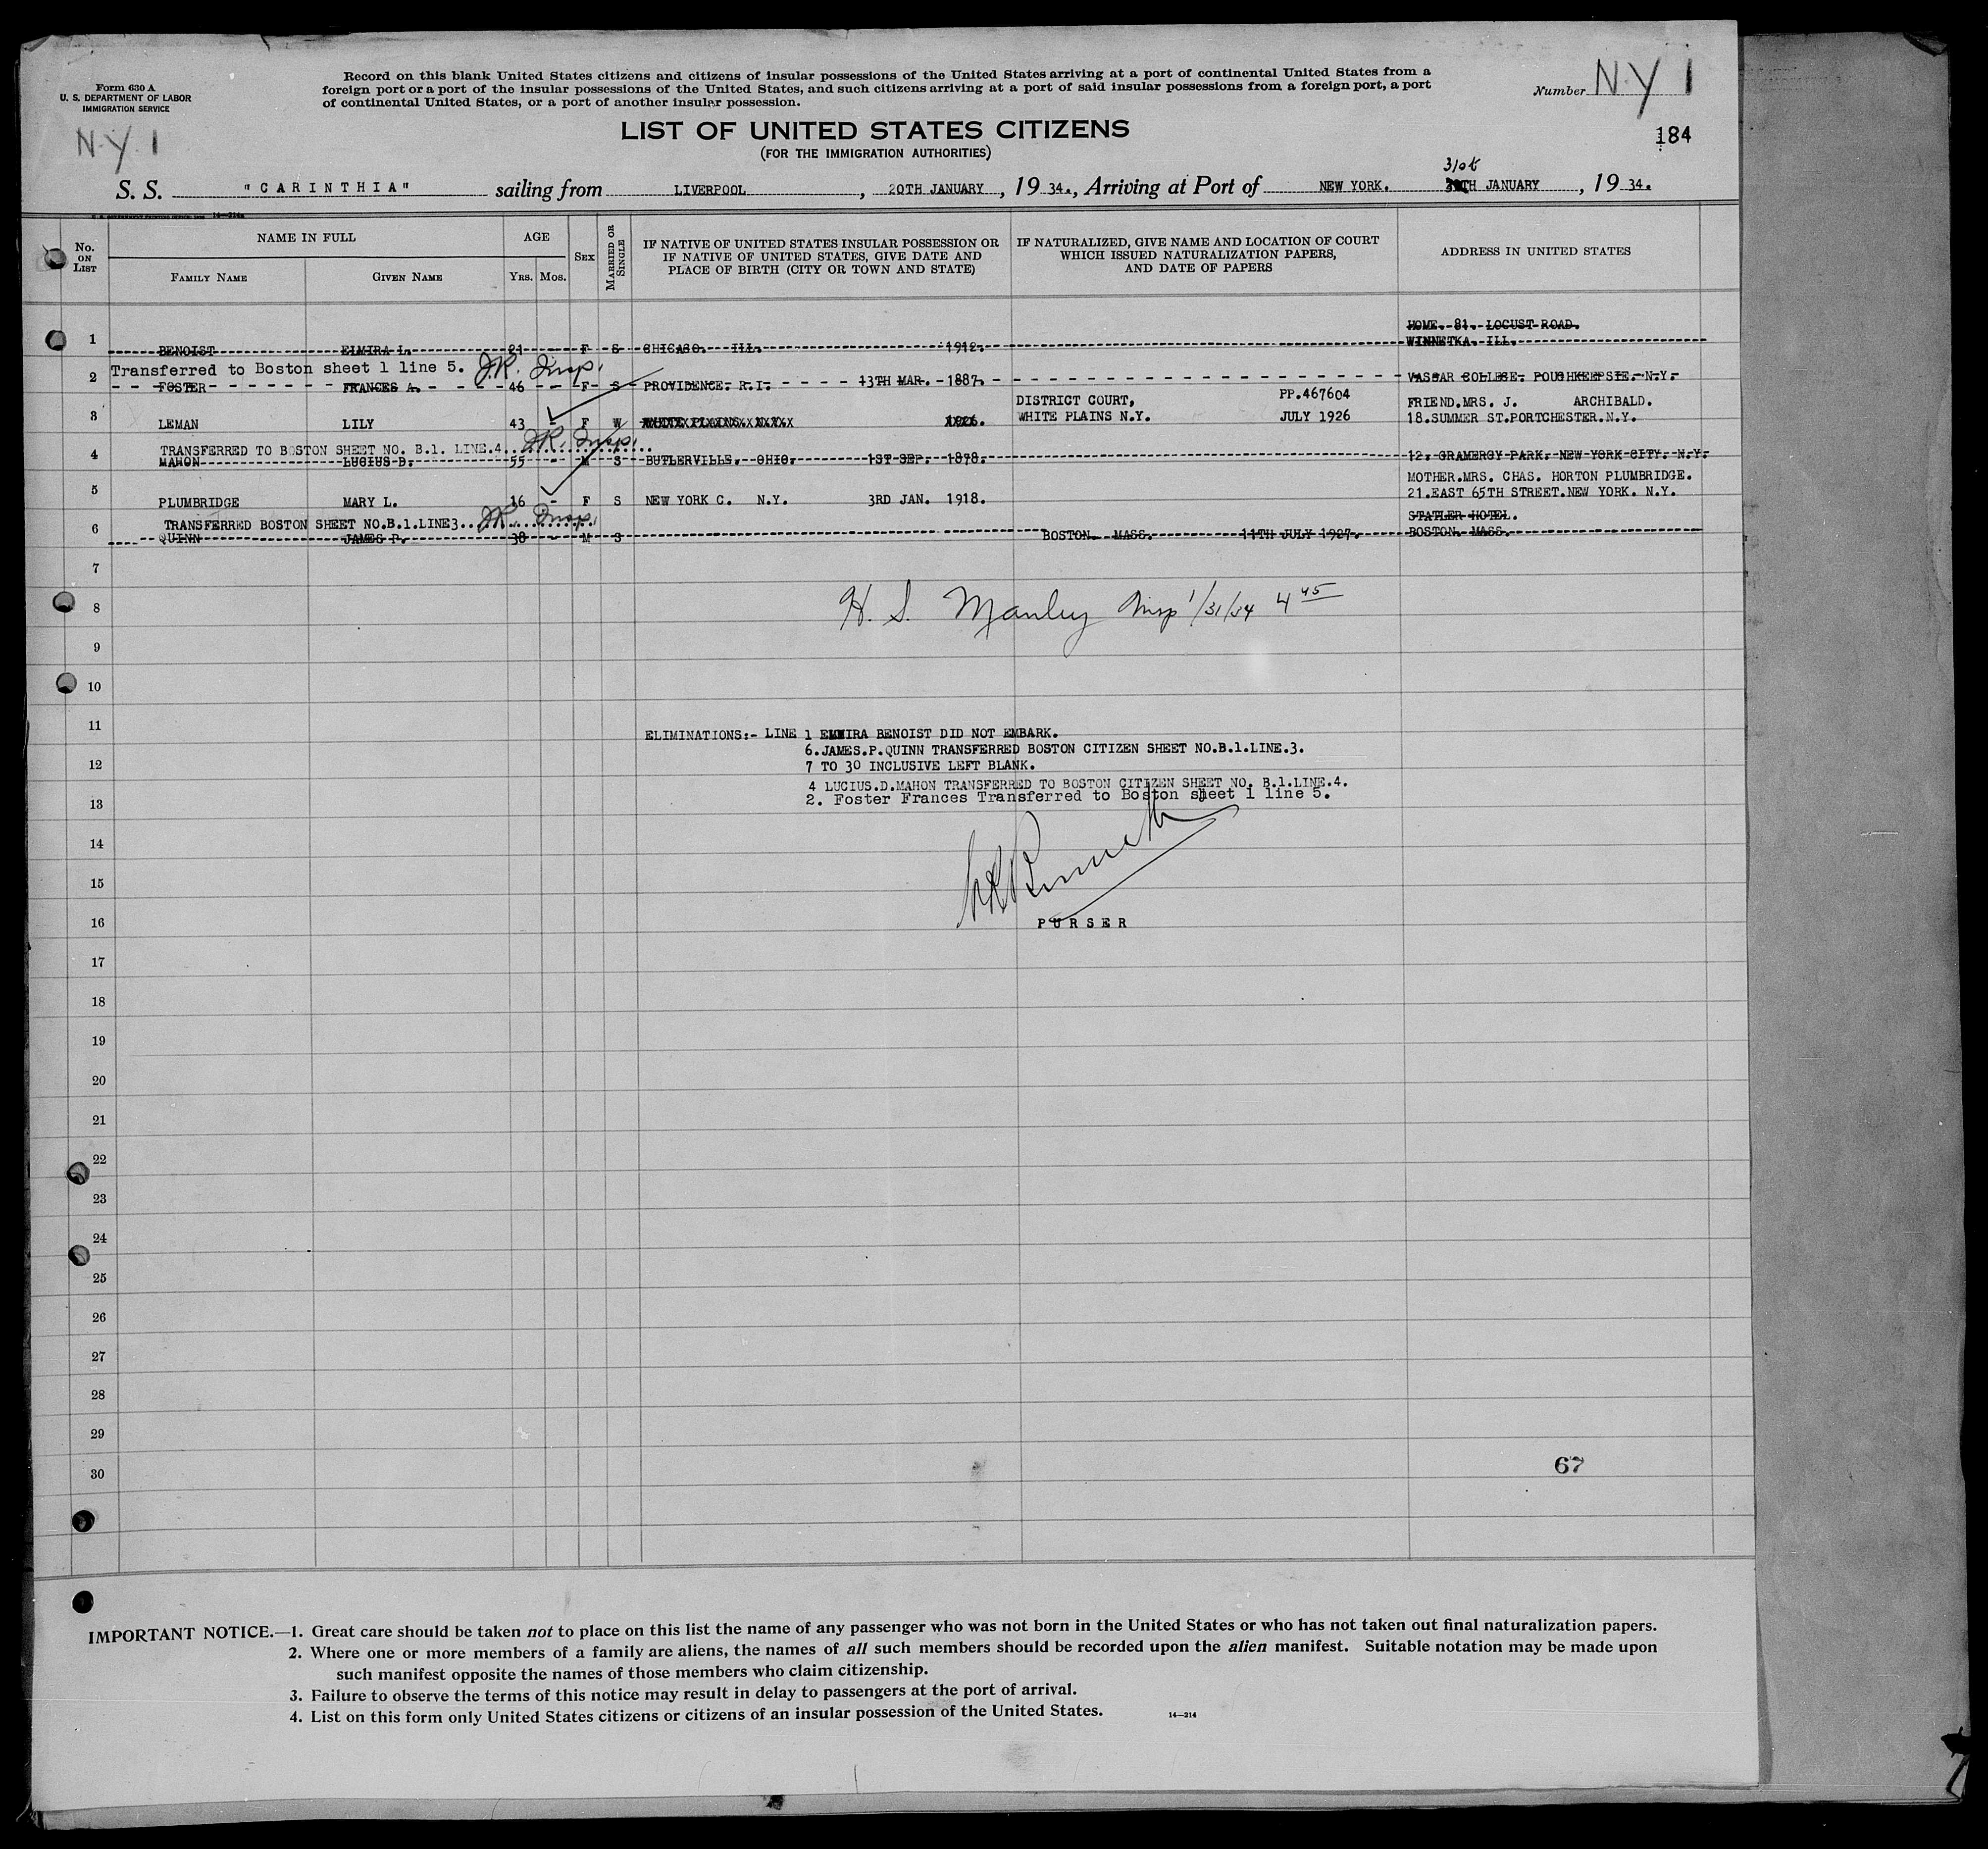 Form 630 A
U. S. DEPARTMENT OF LABOR
IMMIGRATION SERVICE
N.Y. 1
Record on this blank United States citizens and citizens of insular possessions of the United States arriving at a port of continental United States from a
foreign port or a port of the insular possessions of the United States, and such citizens arriving at a port of said insular possessions from a foreign port, a port
of continental United States, or a port of another insular possession.
Number N.Y 1
LIST OF UNITED STATES CITIZENS
(FOR THE IMMIGRATION AUTHORITIES)
184
S. S. "CARINTHIA" sailing from LIVERPOOL, 20TH JANUARY, 1934., Arriving at Port of NEW YORK. 31st JANUARY, 1934.
14—214a
No. ON LIST
NAME IN FULL
FAMILY NAME
GIVEN NAME
AGE
YRS.
MOS.
SEX
MARRIED OR SINGLE
IF NATIVE OF UNITED STATES INSULAR POSSESSION OR
IF NATIVE OF UNITED STATES, GIVE DATE AND
PLACE OF BIRTH (CITY OR TOWN AND STATE)
IF NATURALIZED, GIVE NAME AND LOCATION OF COURT
WHICH ISSUED NATURALIZATION PAPERS,
AND DATE OF PAPERS
ADDRESS IN UNITED STATES
HOME. 81. LOCUST ROAD.
1 BENOIST ELMIRA L. 21 - F S CHICAGO. ILL. 1912. WINNETKA. ILL.
Transferred to Boston sheet 1 line 5. J.R. Insp.
2 FOSTER FRANCES A. 46 - F S PROVIDENCE. R.I. 13TH MAR. 1887. VASSAR COLLEGE. POUGHKEEPSIE. N.Y.
DISTRICT COURT, PP.467604 FRIEND.MRS. J. ARCHIBALD.
3 LEMAN LILY 43 - F W WHITE PLAINS. N.Y. 1926. WHITE PLAINS N.Y. JULY 1926 18.SUMMER ST.PORTCHESTER.N.Y.
TRANSFERRED TO BOSTON SHEET NO. B.1. LINE.4. J.R. Insp.
4 MAHON LUCIUS D. 55 - M S BUTLERVILLE. OHIO. 1ST SEP. 1878. 12. GRAMERCY PARK. NEW YORK CITY. N.Y.
MOTHER.MRS. CHAS. HORTON PLUMBRIDGE.
5 PLUMBRIDGE MARY L. 16 - F S NEW YORK C. N.Y. 3RD JAN. 1918. 21.EAST 65TH STREET.NEW YORK. N.Y.
TRANSFERRED BOSTON SHEET NO.B.1.LINE3. J.R. Insp. STATLER HOTEL.
6 QUINN JAMES P. 38 - M S BOSTON. MASS. 11TH JULY 1927. BOSTON. MASS.
7
8 H. S. Manley Insp 1/31/34 4 45
9
10
11 ELIMINATIONS:- LINE 1 ELMIRA BENOIST DID NOT EMBARK.
6.JAMES.P.QUINN TRANSFERRED BOSTON CITIZEN SHEET NO.B.1.LINE.3.
12 7 TO 30 INCLUSIVE LEFT BLANK.
4 LUCIUS.D.MAHON TRANSFERRED TO BOSTON CITIZEN SHEET NO. B.1.LINE.4.
13 2. Foster Frances Transferred to Boston sheet 1 line 5.
14
15
16 PURSER
17
18
19
20
21
22
23
24
25
26
27
28
29
30 67
IMPORTANT NOTICE.—1. Great care should be taken not to place on this list the name of any passenger who was not born in the United States or who has not taken out final naturalization papers.
2. Where one or more members of a family are aliens, the names of all such members should be recorded upon the alien manifest. Suitable notation may be made upon
such manifest opposite the names of those members who claim citizenship.
3. Failure to observe the terms of this notice may result in delay to passengers at the port of arrival.
4. List on this form only United States citizens or citizens of an insular possession of the United States. 14—214